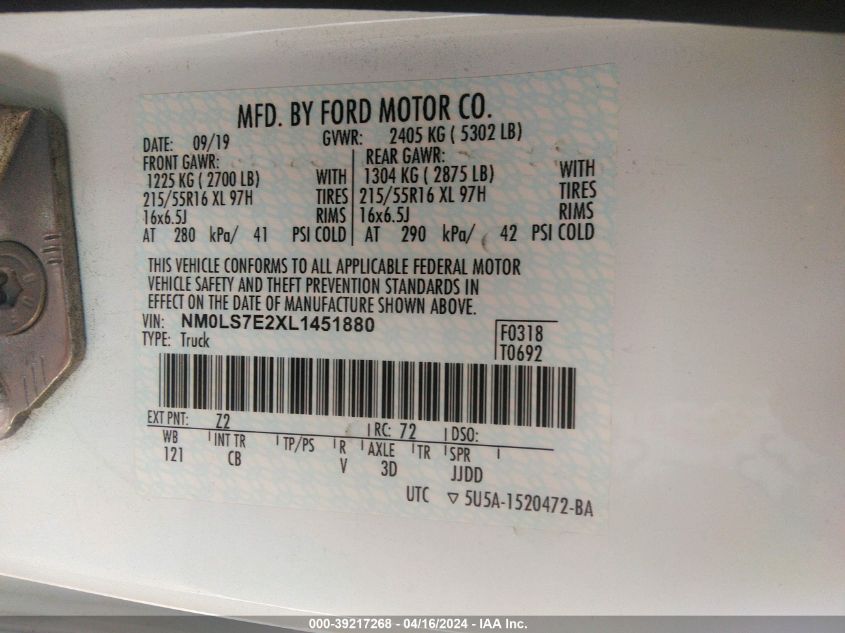 MFD. BY FORD MOTOR CO.
DATE: 09/19 GVWR: 2405 KG ( 5302 LB)
FRONT GAWR: REAR GAWR:
1225 KG ( 2700 LB) WITH 1304 KG ( 2875 LB) WITH
215/55R16 XL 97H TIRES 215/55R16 XL 97H TIRES
16x6.5J RIMS 16x6.5J RIMS
AT 280 kPa/ 41 PSI COLD AT 290 kPa/ 42 PSI COLD
THIS VEHICLE CONFORMS TO ALL APPLICABLE FEDERAL MOTOR
VEHICLE SAFETY AND THEFT PREVENTION STANDARDS IN
EFFECT ON THE DATE OF MANUFACTURE SHOWN ABOVE.
VIN: NM0LS7E2XL1451880 F0318
TYPE: Truck T0692
EXT PNT: Z2 RC: 72 DSO:
WB INT TR TP/PS R AXLE TR SPR
121 CB V 3D JJDD
UTC ▽ 5U5A-1520472-BA
000-39217268 - 04/16/2024 - IAA Inc.